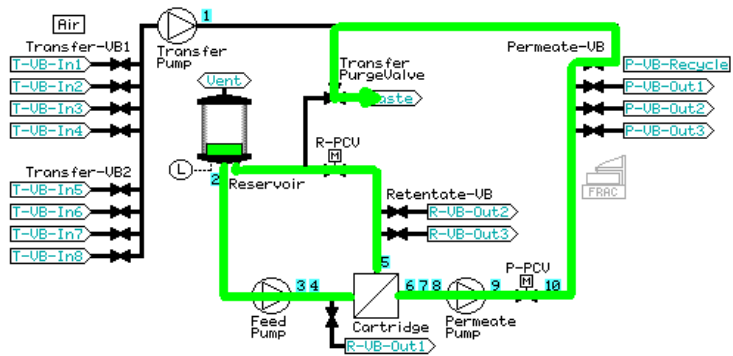 1
Air
Transfer-VB1
Transfer
Pump
Permeate-VB
T-VB-In1
T-VB-In2
T-VB-In3
T-VB-In4
Vent
Transfer
PurgeValve
aste
P-VB-Recycle
P-VB-Out1
P-VB-Out2
P-VB-Out3
R-PCV
M
Transfer-VB2
L
2
Reservoir
FRAC
T-VB-In5
T-VB-In6
T-VB-In7
T-VB-In8
Retentate-VB
R-VB-Out2
R-VB-Out3
5
P-PCV
M
3 4
6 7 8
9
10
Feed
Pump
Cartridge
Permeate
Pump
R-VB-Out1